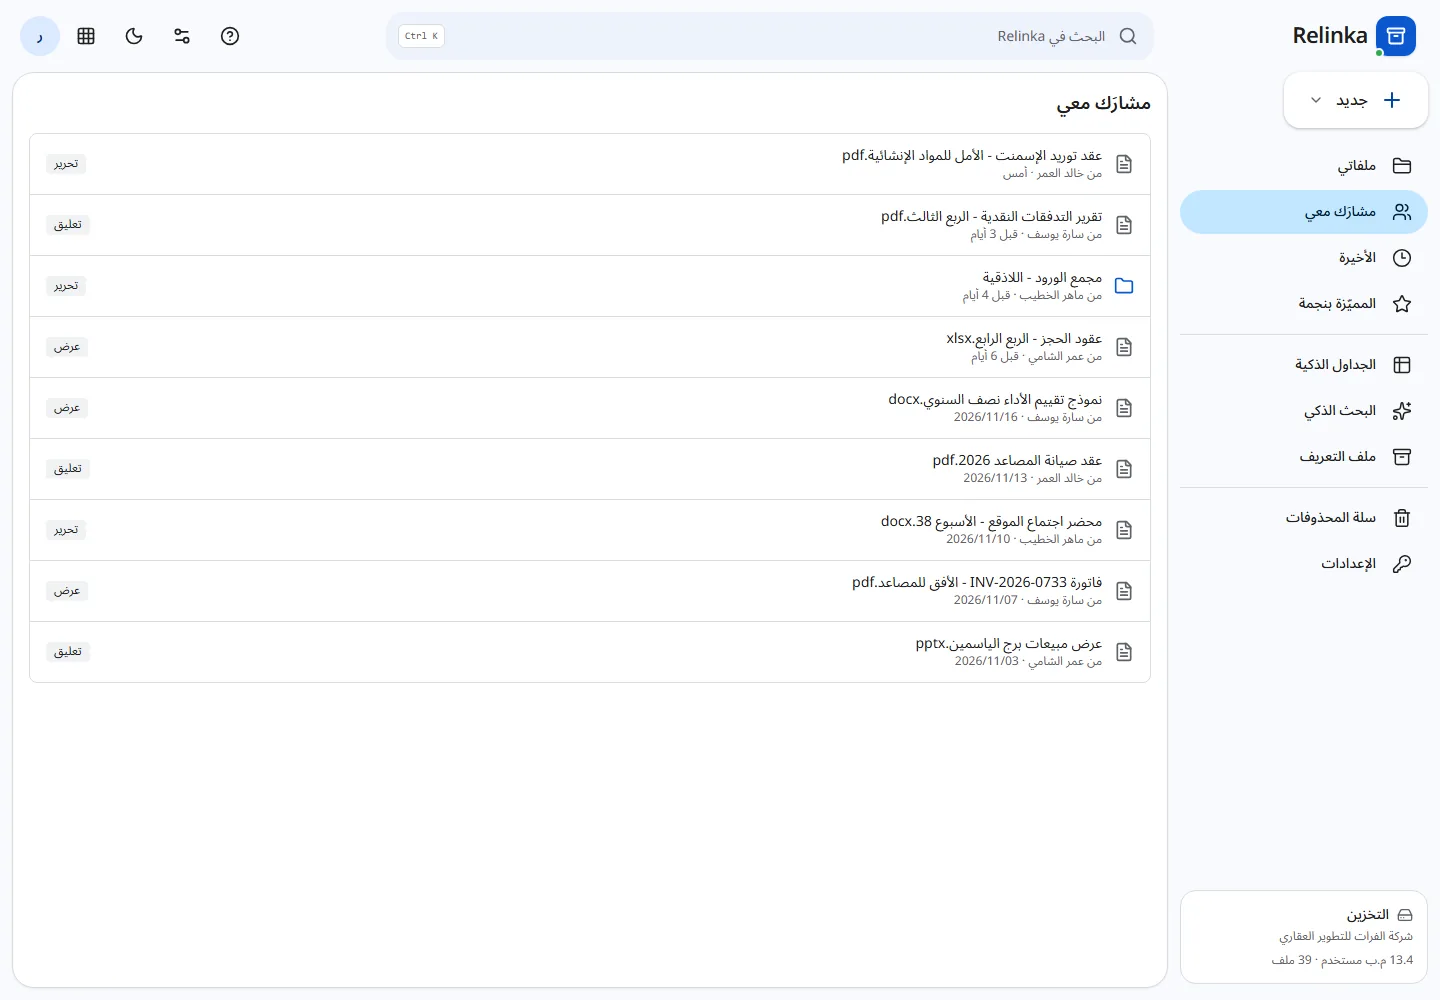 Relinka
البحث في Relinka
Ctrl K
ر
جديد
ملفاتي
مشارَك معي
الأخيرة
المميّزة بنجمة
الجداول الذكية
البحث الذكي
ملف التعريف
سلة المحذوفات
الإعدادات
التخزين
شركة الفرات للتطوير العقاري
13.4 م.ب مستخدم · 39 ملف
مشارَك معي
عقد توريد الإسمنت - الأمل للمواد الإنشائية.pdf
من خالد العمر · أمس
تحرير
تقرير التدفقات النقدية - الربع الثالث.pdf
من سارة يوسف · قبل 3 أيام
تعليق
مجمع الورود - اللاذقية
من ماهر الخطيب · قبل 4 أيام
تحرير
عقود الحجز - الربع الرابع.xlsx
من عمر الشامي · قبل 6 أيام
عرض
نموذج تقييم الأداء نصف السنوي.docx
من سارة يوسف · 2026/11/16
عرض
عقد صيانة المصاعد 2026.pdf
من خالد العمر · 2026/11/13
تعليق
محضر اجتماع الموقع - الأسبوع 38.docx
من ماهر الخطيب · 2026/11/10
تحرير
فاتورة INV-2026-0733 - الأفق للمصاعد.pdf
من سارة يوسف · 2026/11/07
عرض
عرض مبيعات برج الياسمين.pptx
من عمر الشامي · 2026/11/03
تعليق